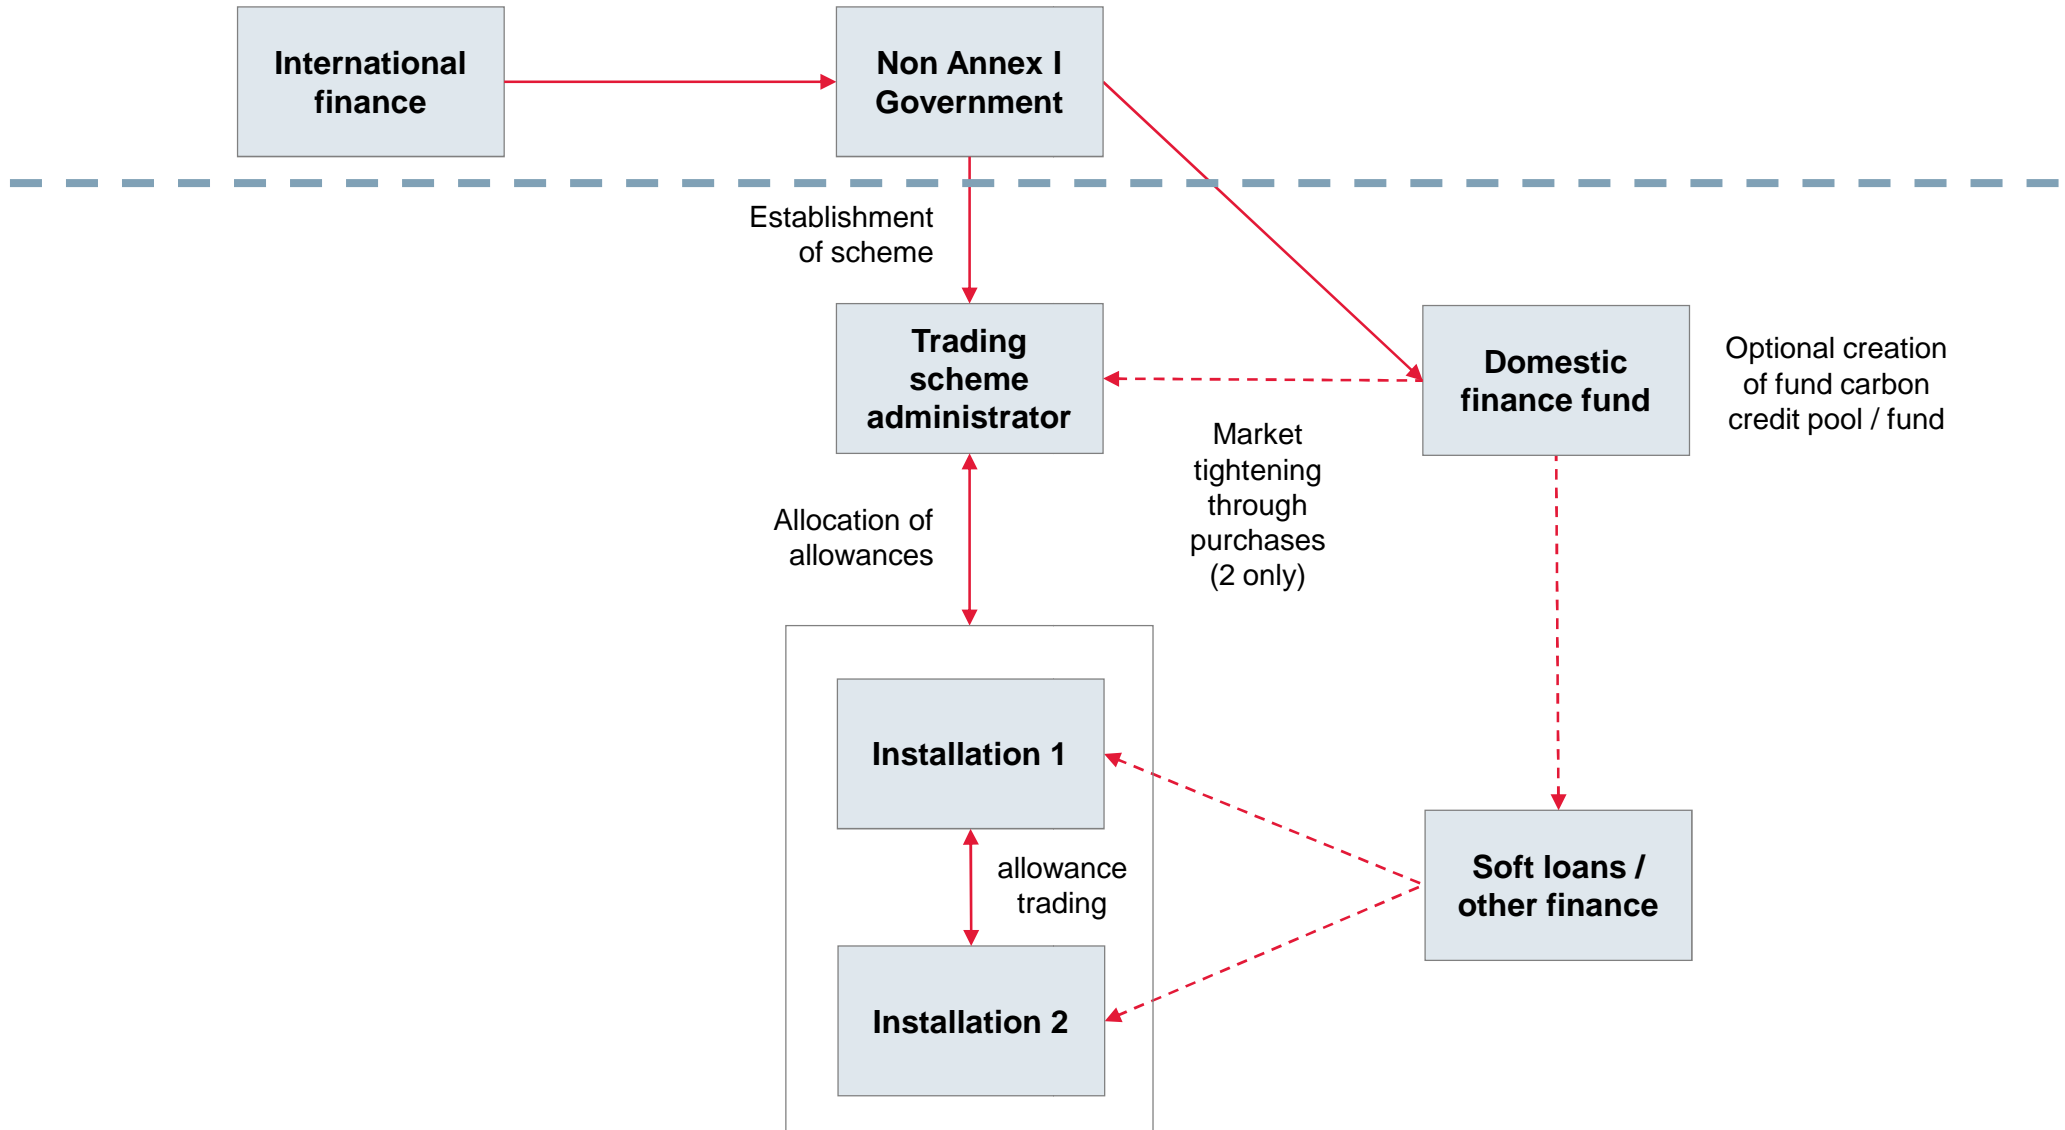 International
finance
Non Annex I
Government
Establishment
of scheme
Trading
scheme
administrator
Domestic
finance fund
Optional creation
of fund carbon
credit pool / fund
Market
tightening
through
purchases
(2 only)
Allocation of
allowances
Installation 1
allowance
trading
Installation 2
Soft loans /
other finance